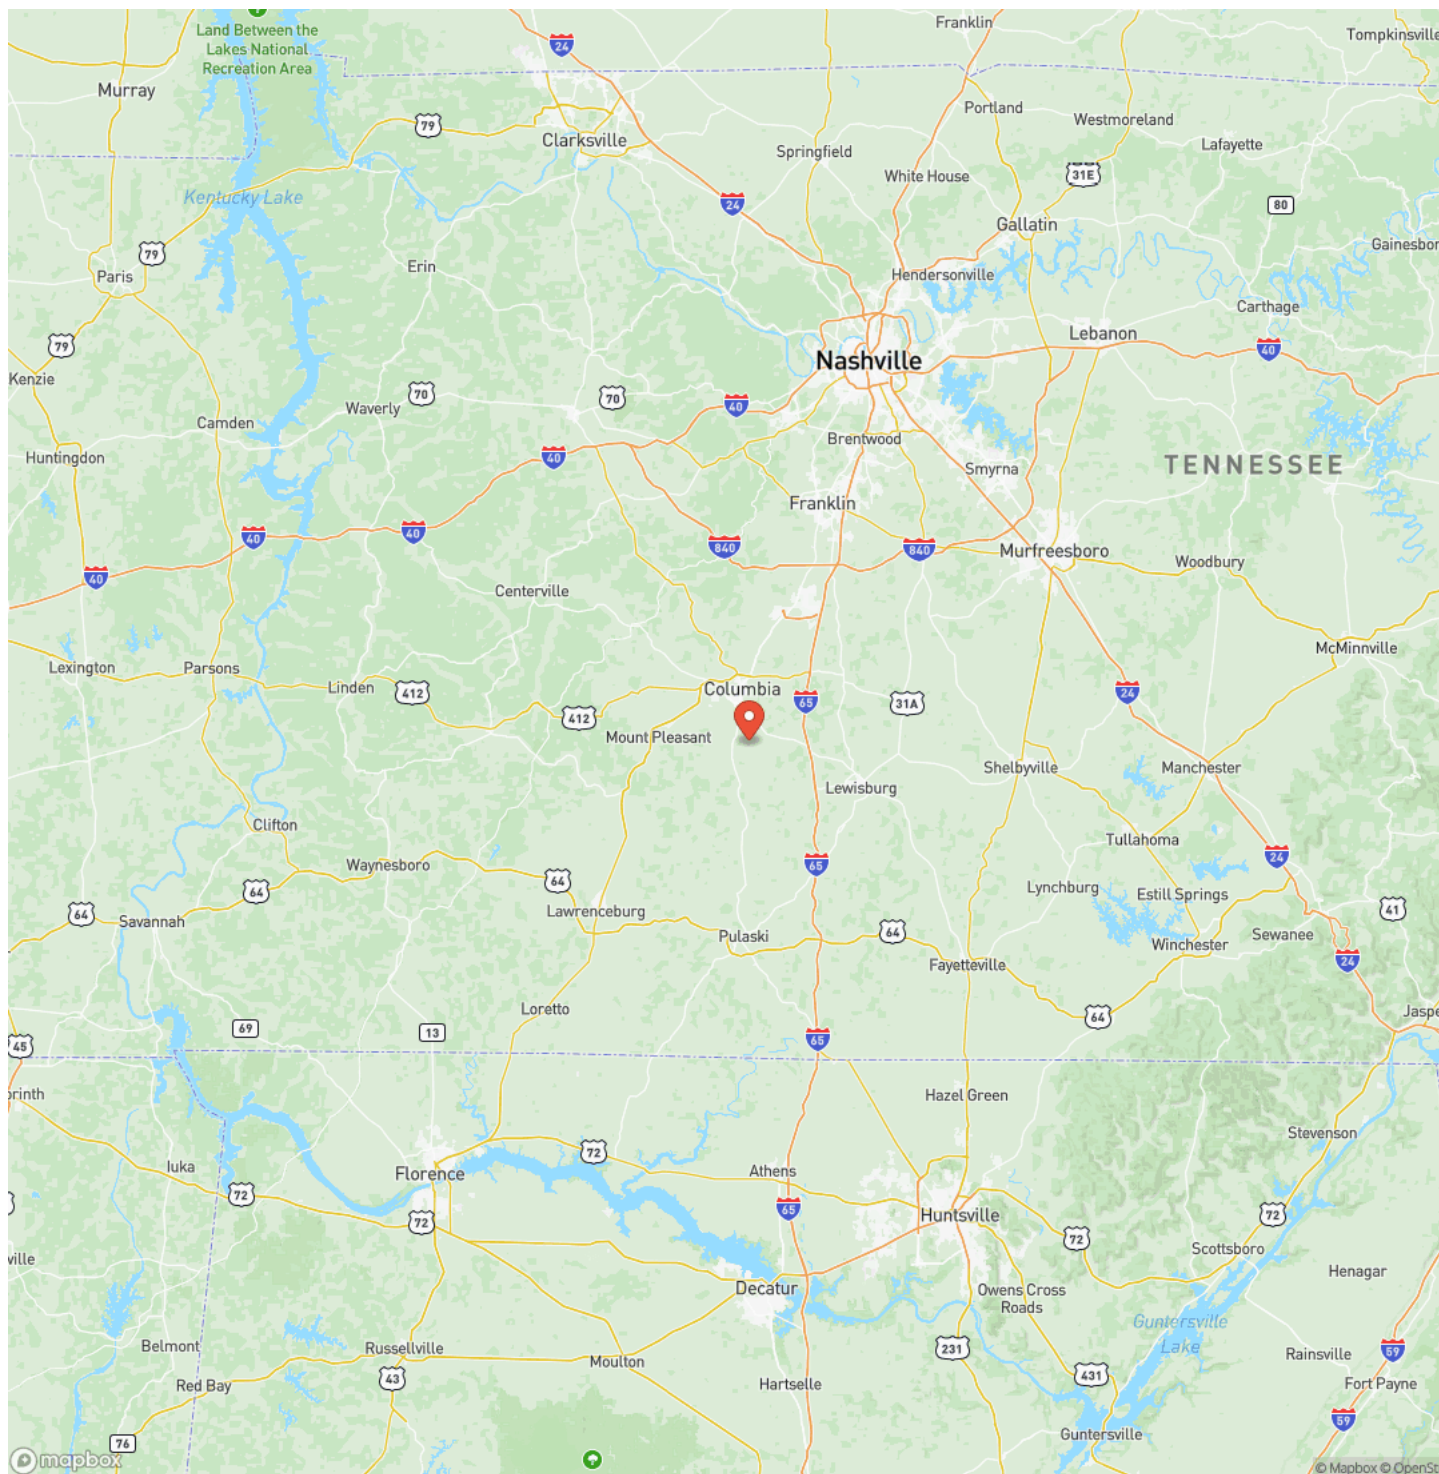 Franklin
Tompkinsville
Land Between the
Lakes National
Recreation Area
24
Murray
Portland
Westmoreland
79
Clarksville
Springfield
Lafayette
White House
31E
Kentucky Lake
24
80
Gallatin
79
Paris
Erin
Hendersonville
Gainesbor
Carthage
79
Nashville
Lebanon
40
Kenzie
70
70
40
Waverly
Camden
Brentwood
Huntingdon
40
Smyrna
TENNESSEE
Franklin
40
40
840
840
Murfreesboro
40
Woodbury
Centerville
McMinnville
Lexington
Parsons
Linden
412
Columbia
65
31A
24
412
Mount Pleasant
Shelbyville
Manchester
Lewisburg
Clifton
Tullahoma
Waynesboro
65
24
64
64
Lynchburg
Estill Springs
64
Savannah
Lawrenceburg
41
Pulaski
64
Sewanee
Winchester
24
Fayetteville
Loretto
64
Jaspe
69
13
45
65
orinth
Hazel Green
Stevenson
72
Iuka
Florence
Athens
72
72
65
Huntsville
72
72
Scottsboro
Decatur
Owens Cross
Roads
Henagar
ville
Guntersville
Lake
Belmont
Russellville
Moulton
231
Rainsville
59
Red Bay
43
Hartselle
431
Fort Payne
59
76
Guntersville
mapbox
© Mapbox © OpenSt